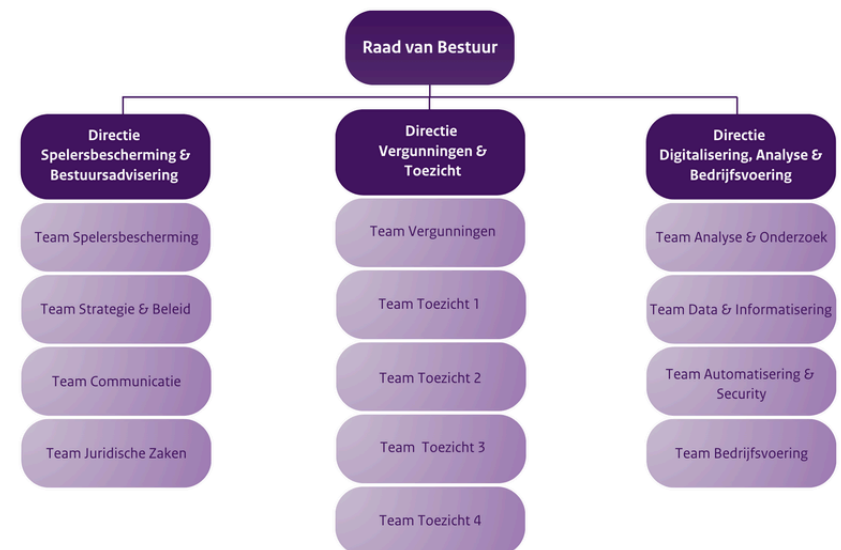 Raad van Bestuur
Directie
Spelersbescherming &
Bestuursadvisering
Team Spelersbescherming
Team Strategie & Beleid
Team Communicatie
Team Juridische Zaken
Directie
Vergunningen &
Toezicht
Team Vergunningen
Team Toezicht 1
Team Toezicht 2
Team  Toezicht 3
Team Toezicht 4
Directie
Digitalisering, Analyse &
Bedrijfsvoering
Team Analyse & Onderzoek
Team Data & Informatisering
Team Automatisering &
Security
Team Bedrijfsvoering